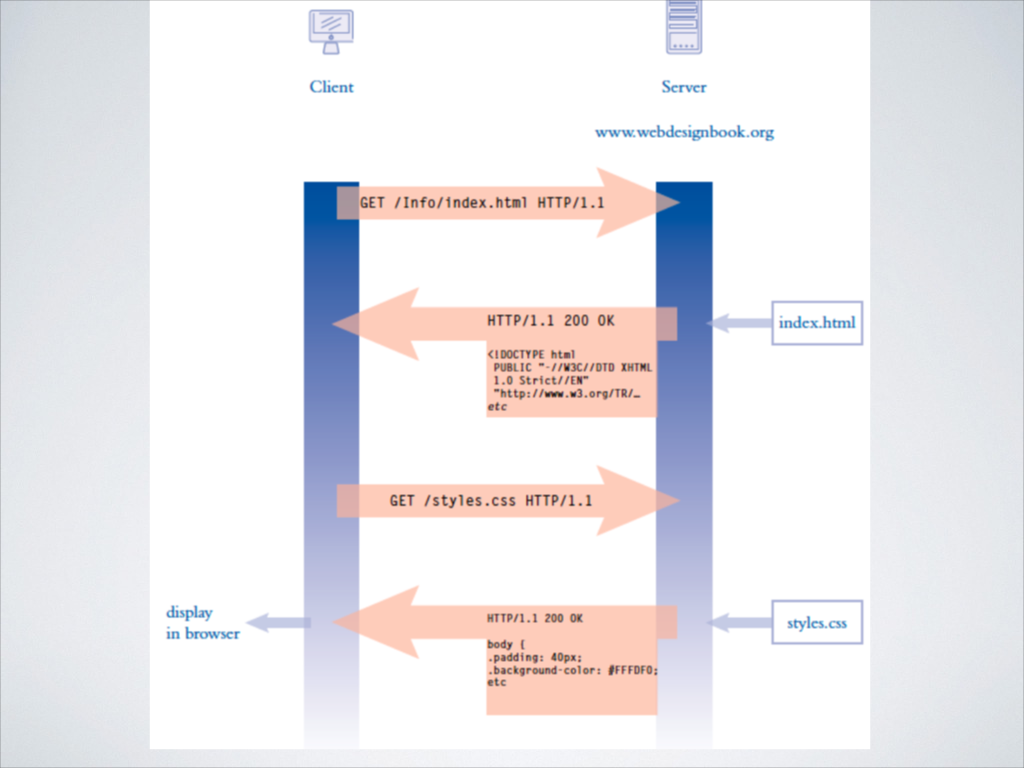 Client
Server
www.webdesignbook.org
GET /Info/index.html HTTP/1.1
HTTP/1.1 200 OK
index.html
<!DOCTYPE html
PUBLIC "-//W3C//DTD XHTML
1.0 Strict//EN"
"http://www.w3.org/TR/…
etc
GET /styles.css HTTP/1.1
display
in browser
HTTP/1.1 200 OK
styles.css
body {
.padding: 40px;
.background-color: #FFFDF0;
etc